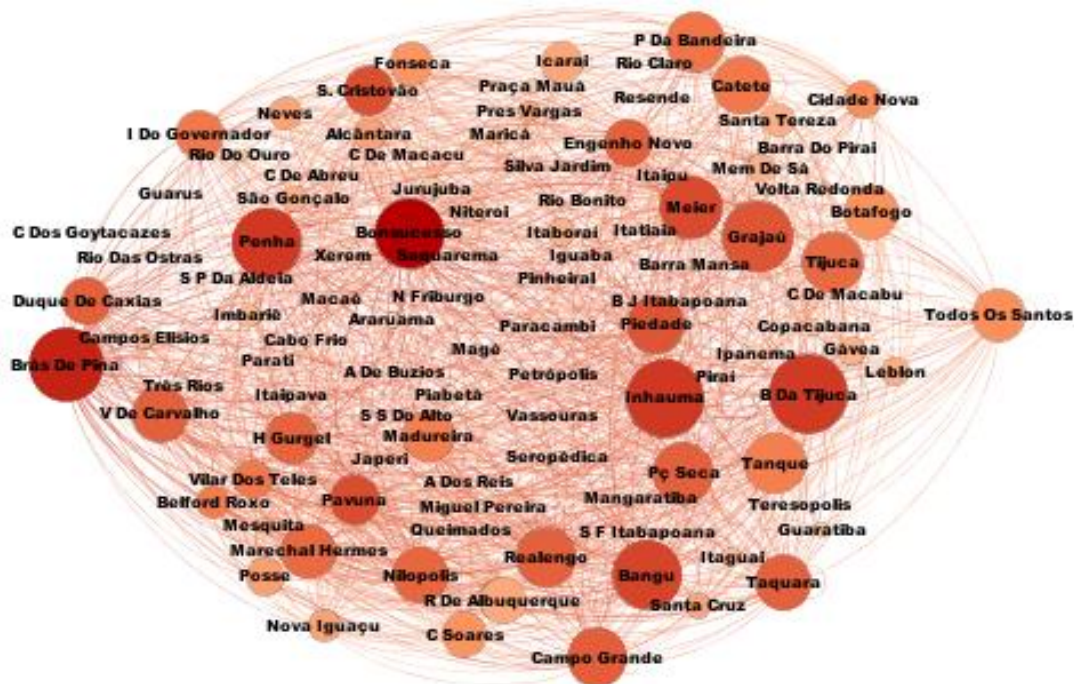 P Da Bandeira
Fonseca
Icarai
Rio Claro
S. Cristovão
Praça Mauá
Catete
Resende
Cidade Nova
Neves
Pres Vargas
Santa Tereza
I Do Governador
Alcântara
Maricá
Engenho Novo
Barra Do Pirai
Rio Do Ouro
C De Macacu
Silva Jardim
Mem De Sá
C De Abreu
Itaipu
Guarus
Jurujuba
Volta Redonda
São Gonçalo
Rio Bonito
Meier
Niteroi
Botafogo
C Dos Goytacazes
Bonsucesso
Itaborai
Itatiaia
Grajaú
Penha
Rio Das Ostras
Xerem
Saquarema
Iguaba
Barra Mansa
Tijuca
S P Da Aldeia
Pinheiral
C De Macabu
Duque De Caxias
Macaé
N Friburgo
B J Itabapoana
Imbariê
Araruama
Paracambi
Piedade
Copacabana
Todos Os Santos
Campos Elisios
Cabo Frio
Magé
Ipanema
Gávea
Brás De Pina
Parati
A De Buzios
Petrópolis
Piraí
Leblon
Três Rios
Itaipava
Piabetá
Inhauma
B Da Tijuca
V De Carvalho
S S Do Alto
Vassouras
H Gurgel
Madureira
Japeri
Seropédica
Pç Seca
Tanque
Vilar Dos Teles
A Dos Reis
Belford Roxo
Pavuna
Miguel Pereira
Mangaratiba
Teresopolis
Mesquita
Queimados
S F Itabapoana
Guaratiba
Marechal Hermes
Realengo
Itaguai
Posse
Nilopolis
Bangu
Taquara
R De Albuquerque
Santa Cruz
Nova Iguaçu
C Soares
Campo Grande